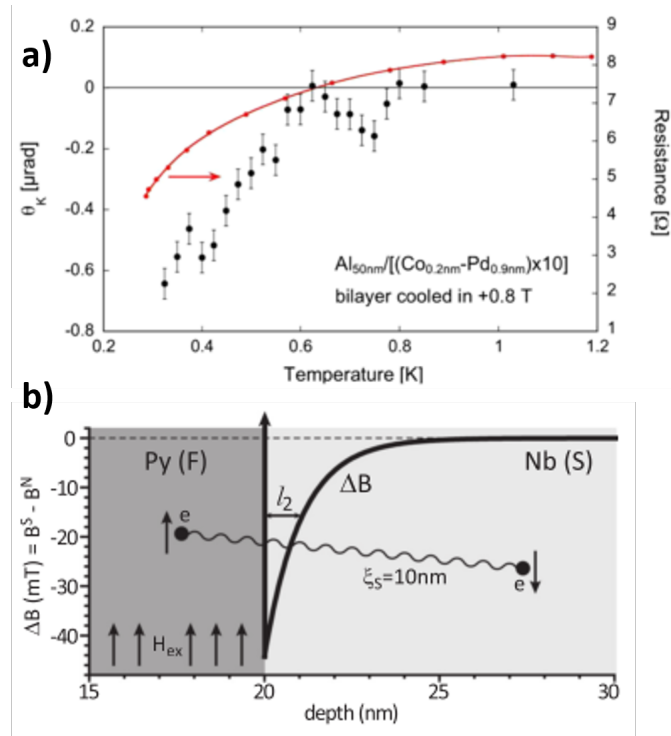 a)
0.2
0
-0.2
-0.4
-0.6
-0.8
θK [µrad]
9
8
7
6
5
4
3
2
1
Resistance [Ω]
Al50nm/[(Co0.2nm-Pd0.9nm)x10]
bilayer cooled in +0.8 T
0.2 0.4 0.6 0.8 1 1.2
Temperature [K]
b)
0
-10
-20
-30
-40
ΔB (mT) = B^S - B^N
Py (F)
Nb (S)
l2
ΔB
e
ξS=10nm
e
Hex
15 20 25 30
depth (nm)